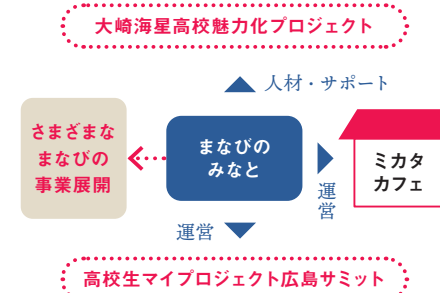 大崎海星高校魅力化プロジェクト
人材・サポート
さまざまな
まなびの
事業展開
まなびの
みなと
運営
ミカタ
カフェ
運営
高校生マイプロジェクト広島サミット